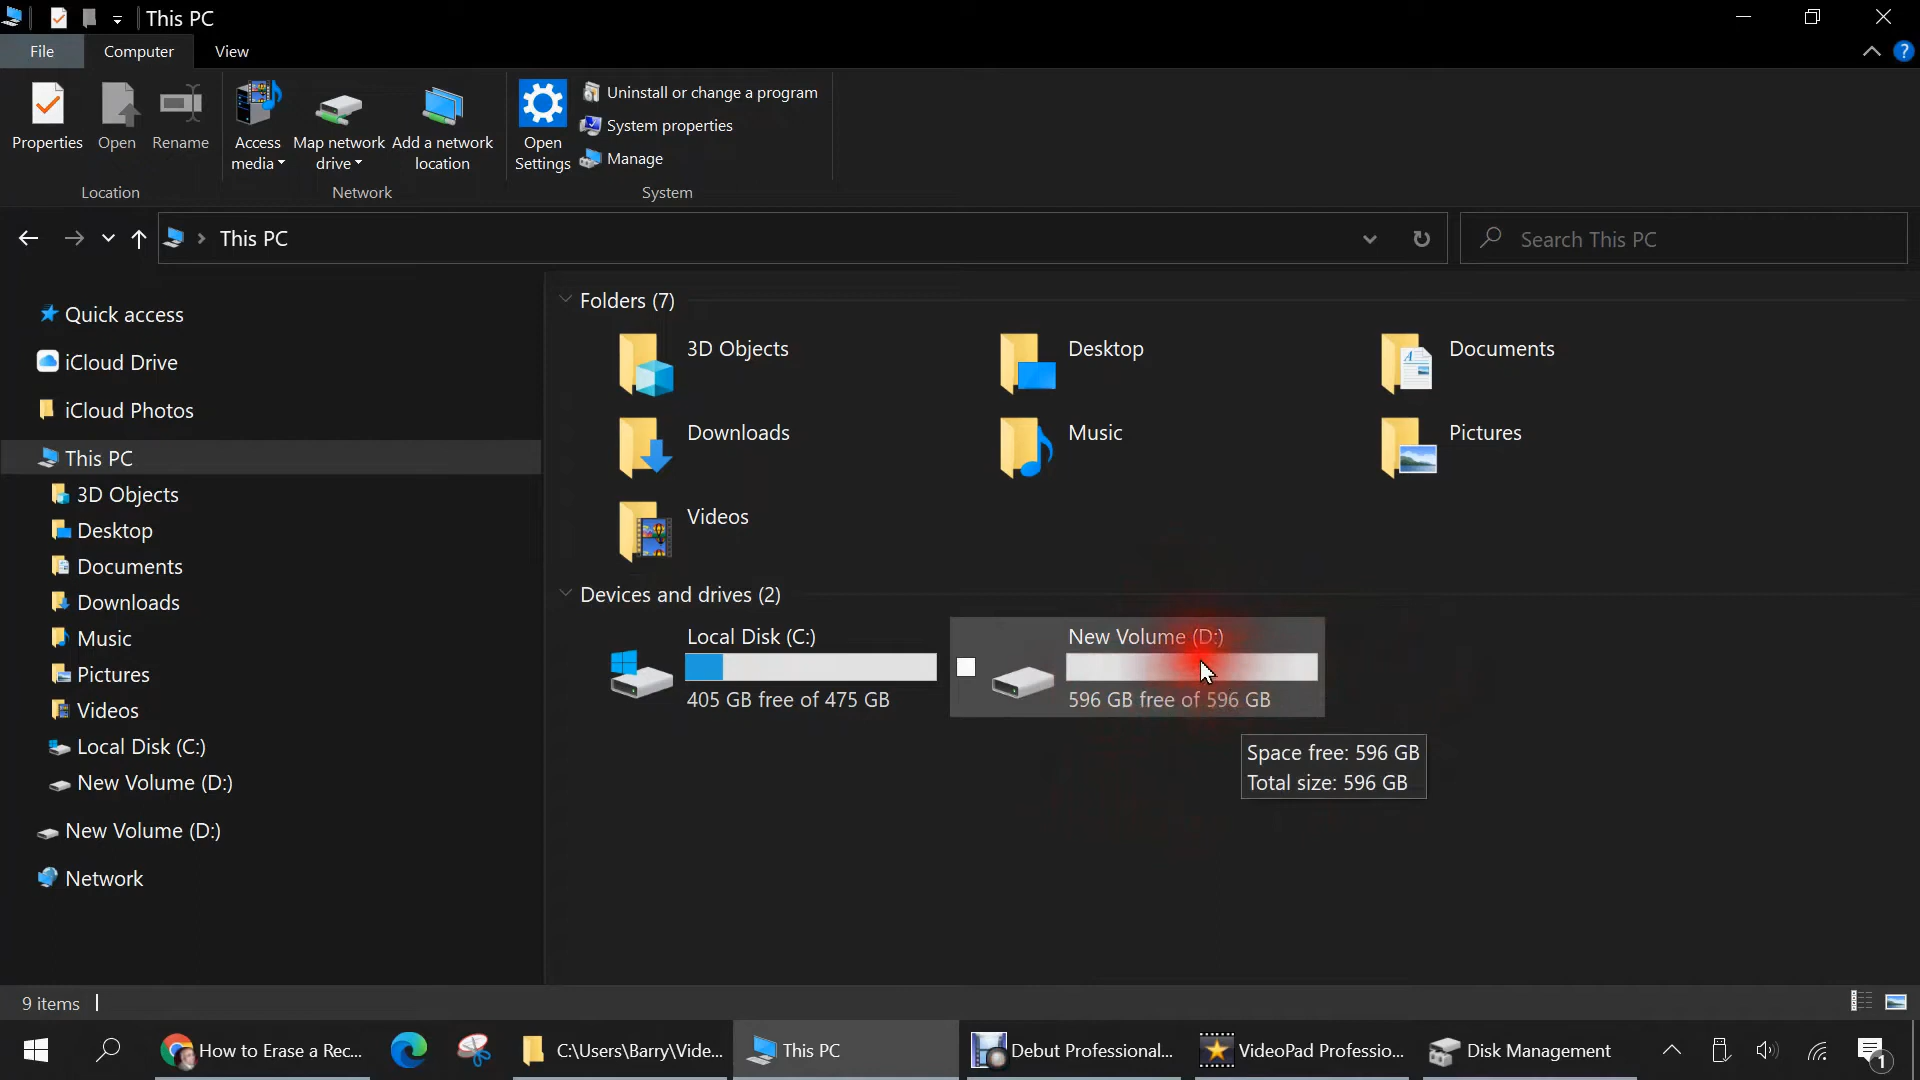 This PC
File
Computer
View
Properties
Open
Rename
Access media
Map network drive
Add a network location
Open Settings
Uninstall or change a program
System properties
Manage
Location
Network
System
This PC
Search This PC
Quick access
iCloud Drive
iCloud Photos
This PC
3D Objects
Desktop
Documents
Downloads
Music
Pictures
Videos
Local Disk (C:)
New Volume (D:)
New Volume (D:)
Network
Folders (7)
3D Objects
Desktop
Documents
Downloads
Music
Pictures
Videos
Devices and drives (2)
Local Disk (C:)
405 GB free of 475 GB
New Volume (D:)
596 GB free of 596 GB
Space free: 596 GB
Total size: 596 GB
9 items
How to Erase a Rec...
C:\Users\Barry\Vide...
This PC
Debut Professional...
VideoPad Professio...
Disk Management
1